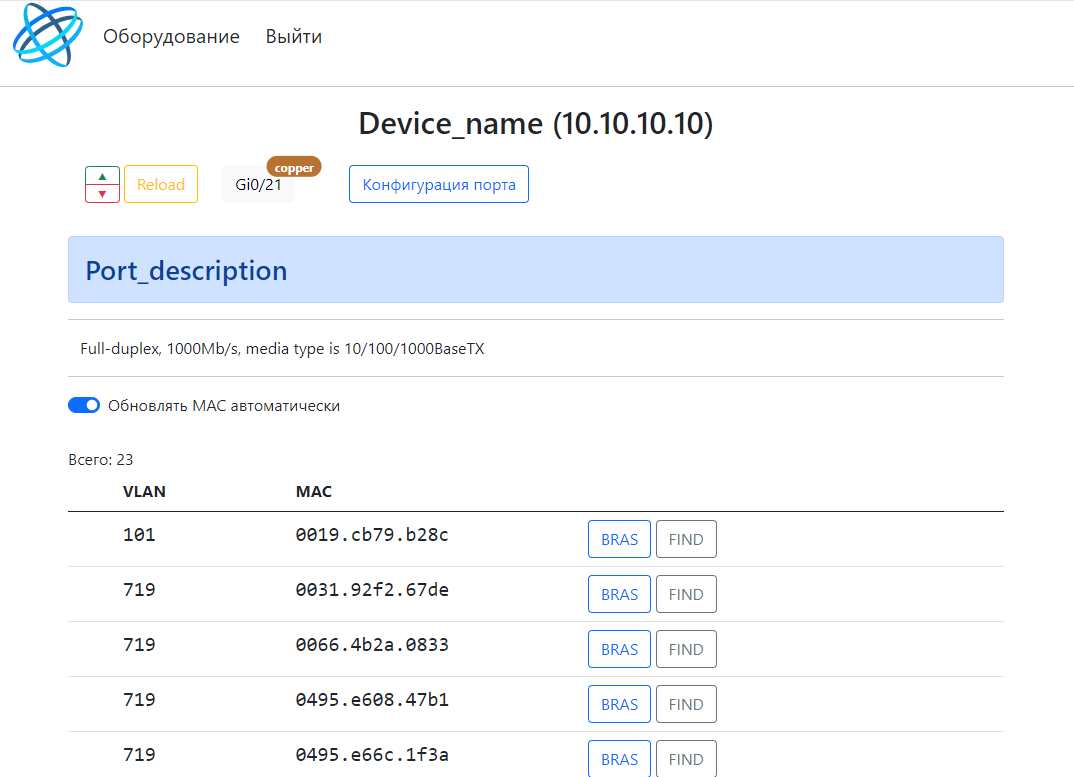 Оборудование Выйти
Device_name (10.10.10.10)
Reload Gi0/21 copper Конфигурация порта
Port_description
Full-duplex, 1000Mb/s, media type is 10/100/1000BaseTX
Обновлять MAC автоматически
Всего: 23
VLAN MAC
101 0019.cb79.b28c BRAS FIND
719 0031.92f2.67de BRAS FIND
719 0066.4b2a.0833 BRAS FIND
719 0495.e608.47b1 BRAS FIND
719 0495.e66c.1f3a BRAS FIND